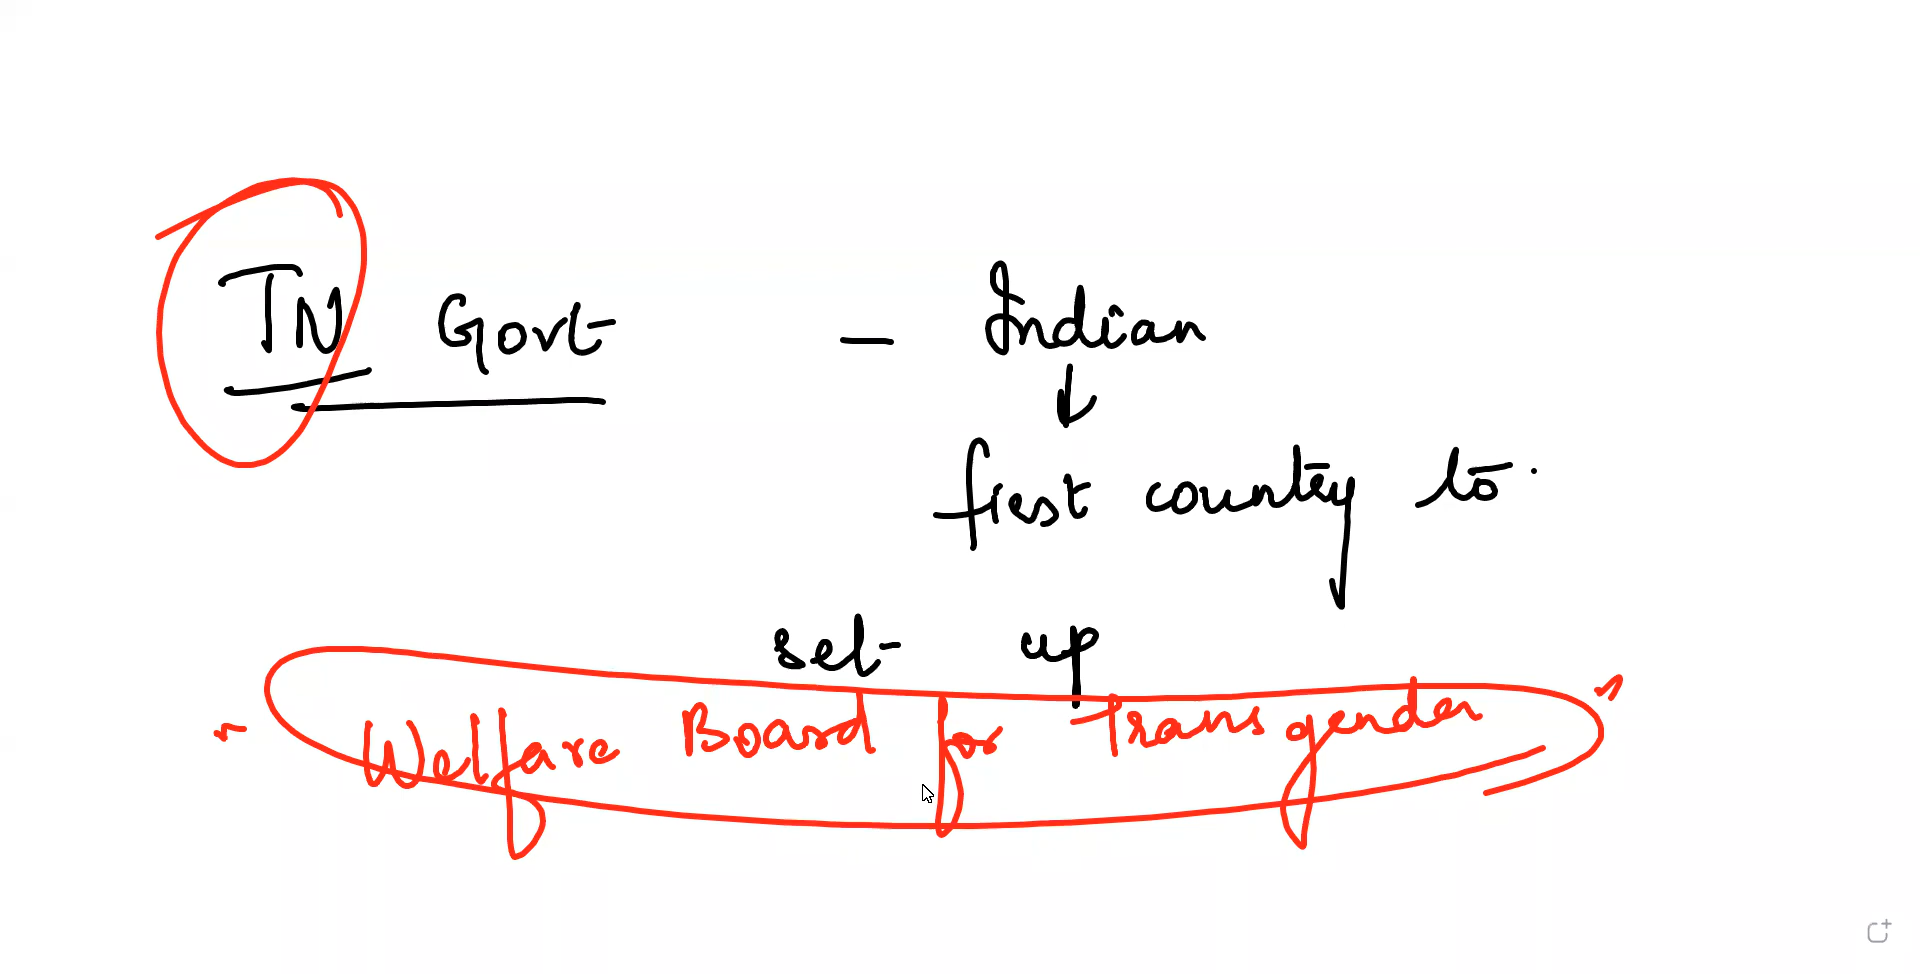 TN Govt - Indian
first country to
set up
"Welfare Board for Transgender"